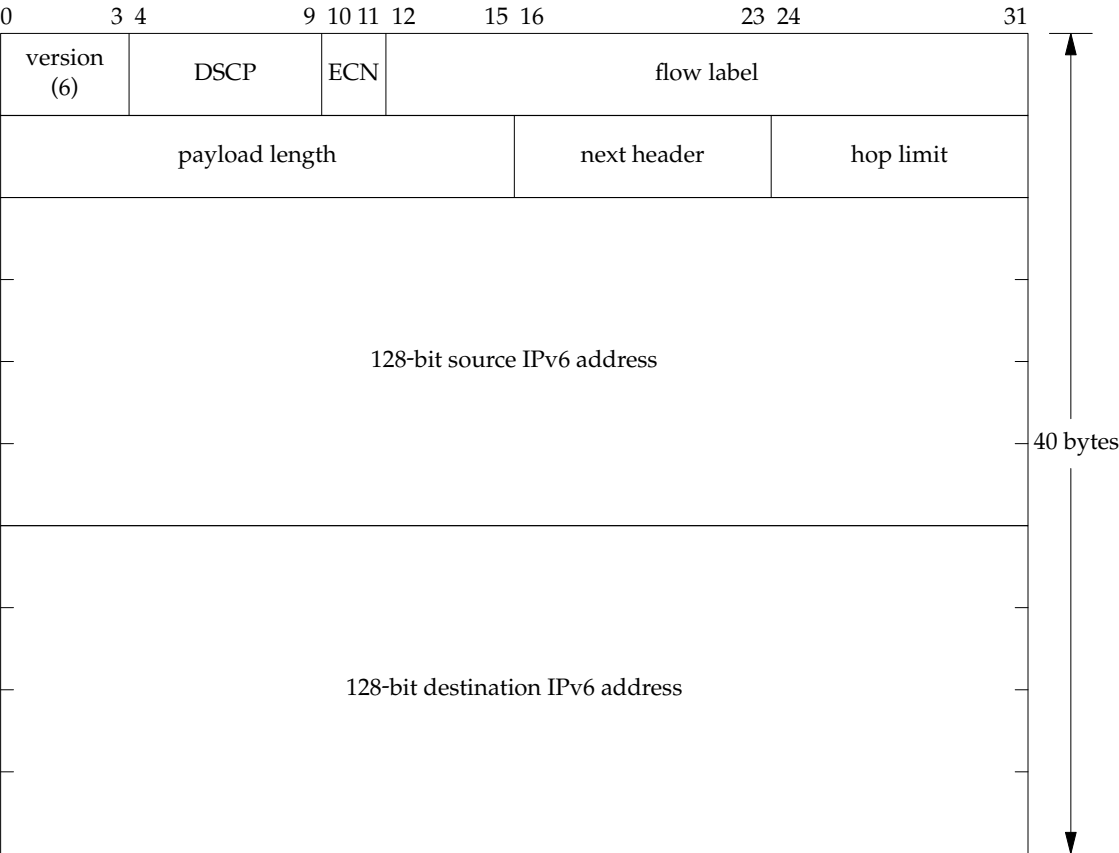 0 3 4 9 10 11 12 15 16 23 24 31
version
(6)
DSCP
ECN
flow label
payload length
next header
hop limit
128-bit source IPv6 address
40 bytes
128-bit destination IPv6 address